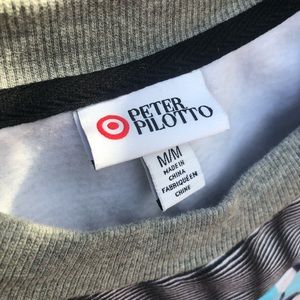 PETER
PILOTTO
M/M
MADE IN
CHINA
FABRIQUÉ EN
CHINE